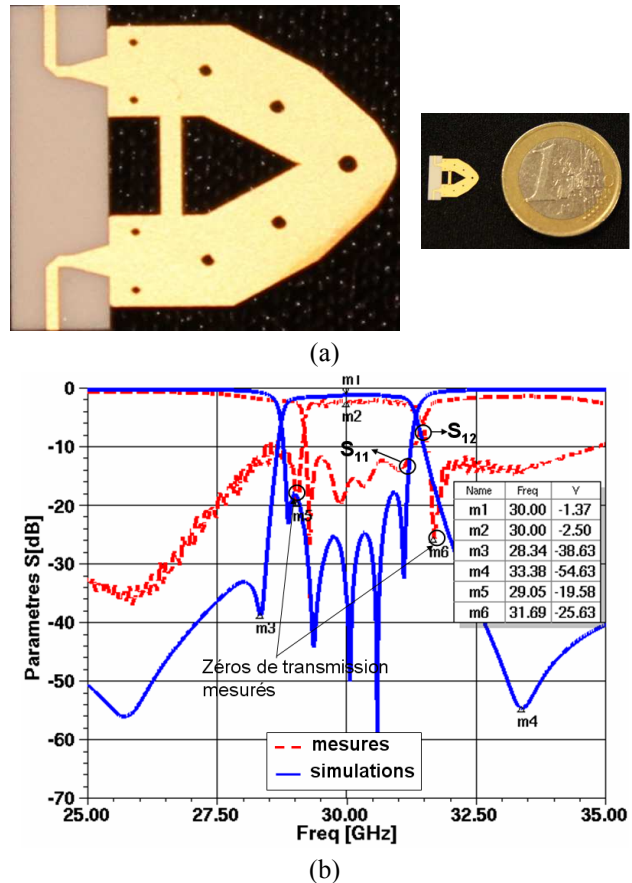 1
(a)
m1
m2
S11
S12
m5
m6
m3
m4
Name Freq Y
m1 30.00 -1.37
m2 30.00 -2.50
m3 28.34 -38.63
m4 33.38 -54.63
m5 29.05 -19.58
m6 31.69 -25.63
Zéros de transmission
mesurés
mesures
simulations
Parametres S[dB]
0
-10
-20
-30
-40
-50
-60
-70
25.00 27.50 30.00 32.50 35.00
Freq [GHz]
(b)